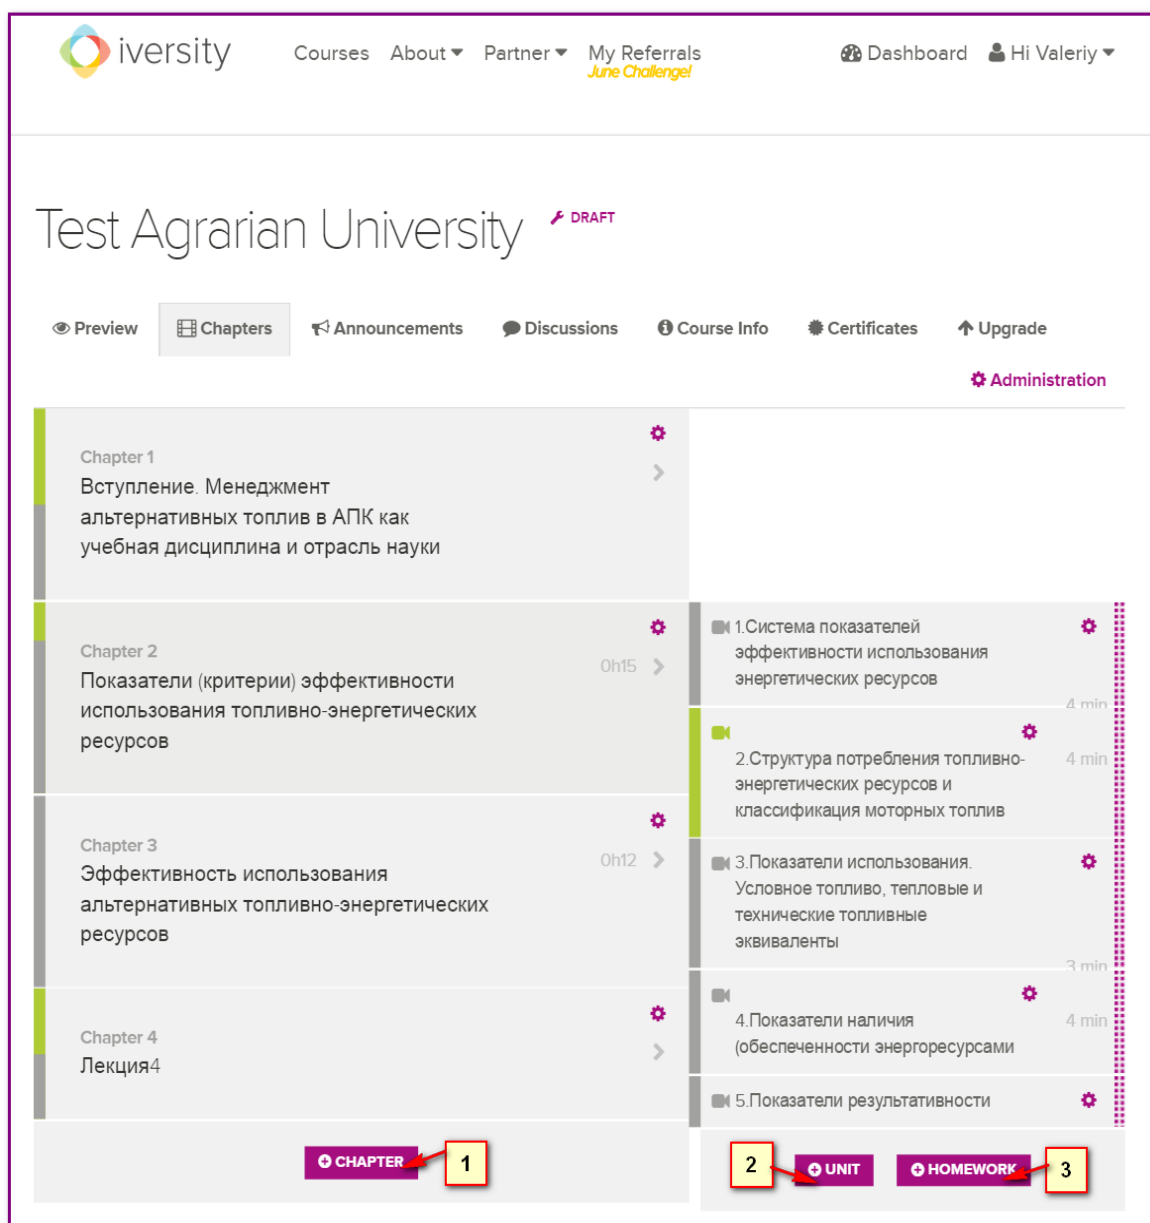 iversity
Courses About Partner My Referrals Dashboard Hi Valeriy
June Challenge!
Test Agrarian University DRAFT
Preview Chapters Announcements Discussions Course Info Certificates Upgrade
Administration
Chapter 1
Вступление. Менеджмент
альтернативных топлив в АПК как
учебная дисциплина и отрасль науки
Chapter 2
0h15
Показатели (критерии) эффективности
использования топливно-энергетических
ресурсов
Chapter 3
0h12
Эффективность использования
альтернативных топливно-энергетических
ресурсов
Chapter 4
Лекция4
CHAPTER
1
1.Система показателей
эффективности использования
энергетических ресурсов
4 min
2.Структура потребления топливно-
4 min
энергетических ресурсов и
классификация моторных топлив
3.Показатели использования.
Условное топливо, тепловые и
технические топливные
эквиваленты
3 min
4.Показатели наличия
4 min
(обеспеченности энергоресурсами
5.Показатели результативности
2
UNIT
HOMEWORK
3